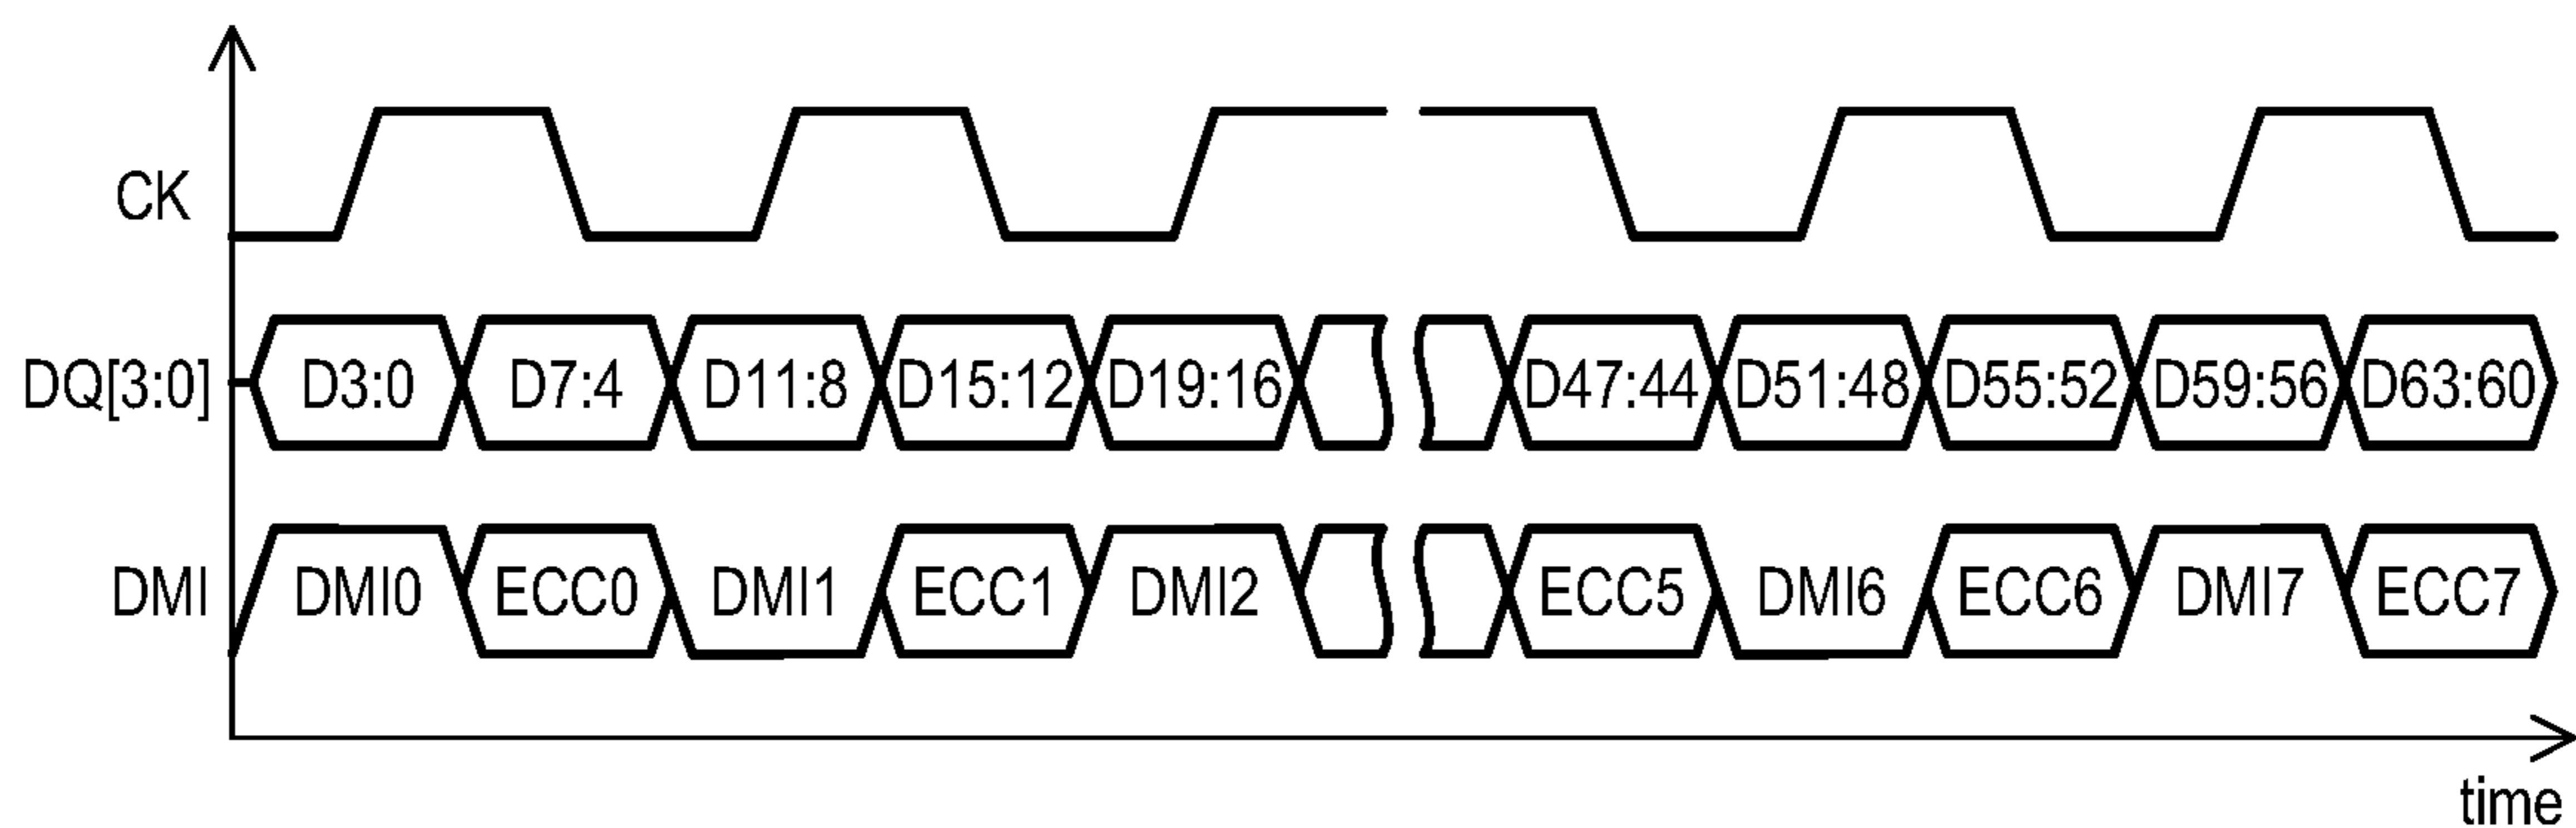 CK
DQ[3:0] D3:0 D7:4 D11:8 D15:12 D19:16 D47:44 D51:48 D55:52 D59:56 D63:60
DMI DMI0 ECC0 DMI1 ECC1 DMI2 ECC5 DMI6 ECC6 DMI7 ECC7
time